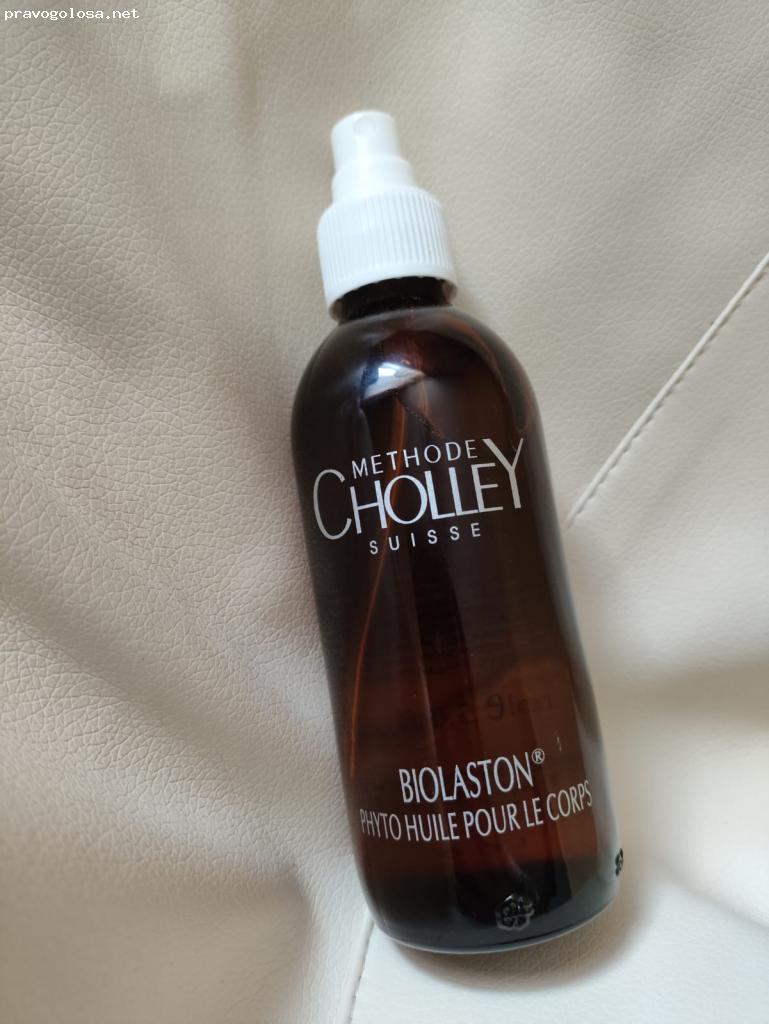 pravogolosa.net
METHODE
CHOLLEY
SUISSE
BIOLASTON®
PHYTO HUILE POUR LE CORPS